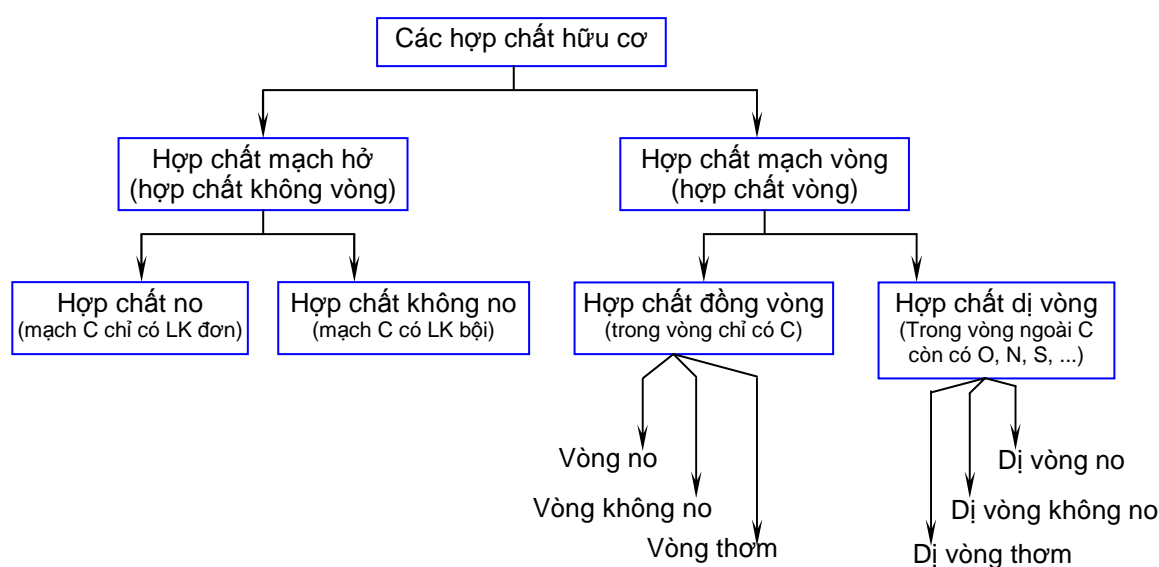 Các hợp chất hữu cơ
Hợp chất mạch hở
(hợp chất không vòng)
Hợp chất mạch vòng
(hợp chất vòng)
Hợp chất no
(mạch C chỉ có LK đơn)
Hợp chất không no
(mạch C có LK bội)
Hợp chất đồng vòng
(trong vòng chỉ có C)
Hợp chất dị vòng
(Trong vòng ngoài C
còn có O, N, S, ...)
Vòng no
Vòng không no
Vòng thơm
Dị vòng no
Dị vòng không no
Dị vòng thơm